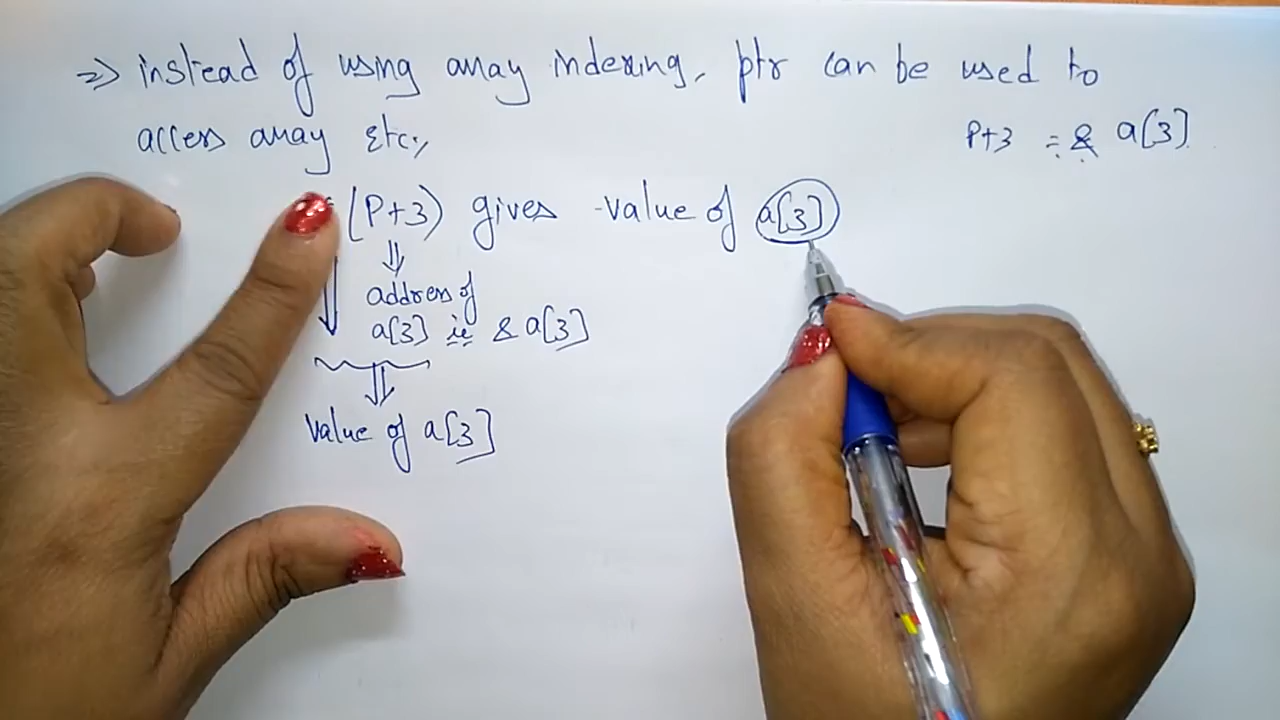 => instead of using array indexing, ptr can be used to
access array etc.,
P+3 = & a[3].
(P+3) gives value of a[3]
address of
a[3] ie & a[3]
value of a[3]